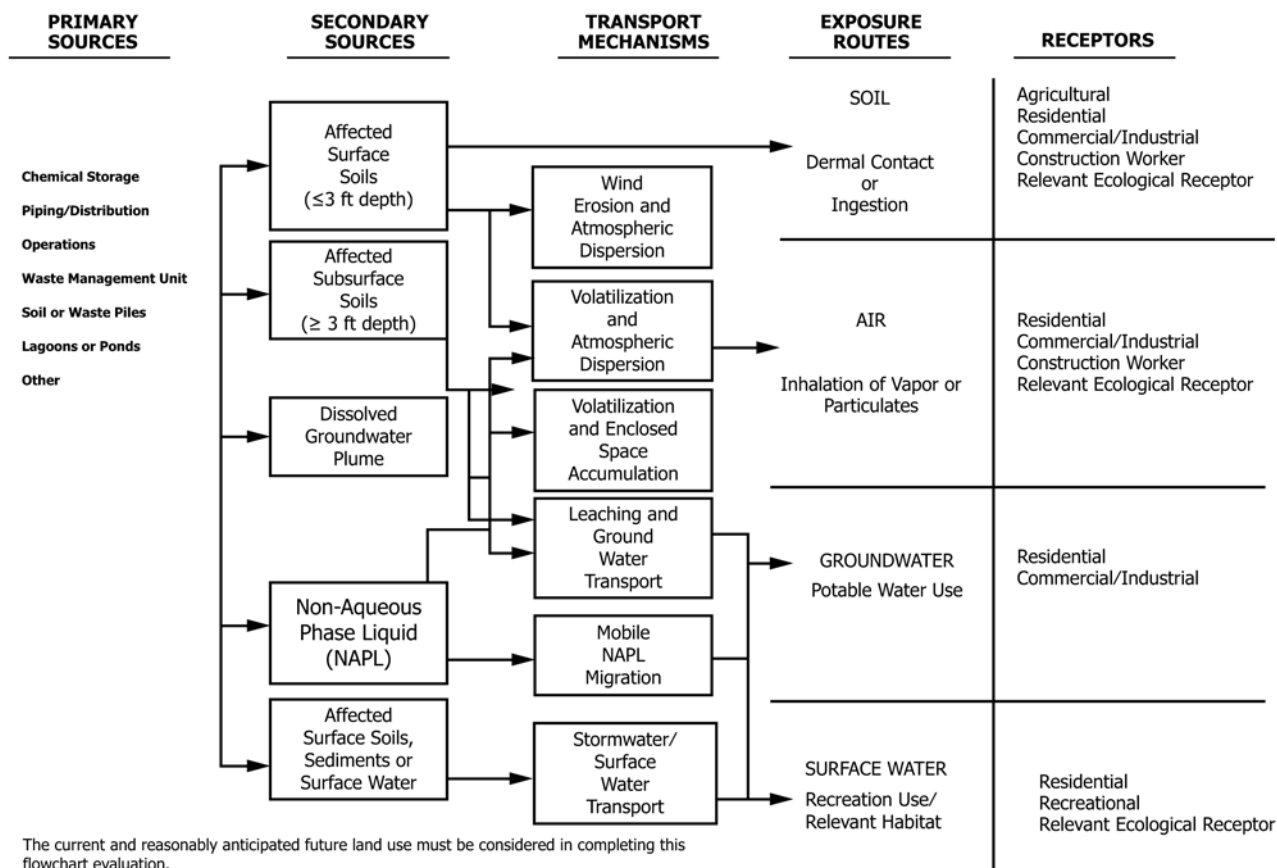 PRIMARY
SOURCES
SECONDARY
SOURCES
TRANSPORT
MECHANISMS
EXPOSURE
ROUTES
RECEPTORS
Chemical Storage
Piping/Distribution
Operations
Waste Management Unit
Soil or Waste Piles
Lagoons or Ponds
Other
Affected
Surface
Soils
(≤3 ft depth)
Affected
Subsurface
Soils
(≥ 3 ft depth)
Dissolved
Groundwater
Plume
Non-Aqueous
Phase Liquid
(NAPL)
Affected
Surface Soils,
Sediments or
Surface Water
Wind
Erosion and
Atmospheric
Dispersion
Volatilization
and
Atmospheric
Dispersion
Volatilization
and Enclosed
Space
Accumulation
Leaching and
Ground
Water
Transport
Mobile
NAPL
Migration
Stormwater/
Surface
Water
Transport
SOIL
Dermal Contact
or
Ingestion
AIR
Inhalation of Vapor or
Particulates
GROUNDWATER
Potable Water Use
SURFACE WATER
Recreation Use/
Relevant Habitat
Agricultural
Residential
Commercial/Industrial
Construction Worker
Relevant Ecological Receptor
Residential
Commercial/Industrial
Construction Worker
Relevant Ecological Receptor
Residential
Commercial/Industrial
Residential
Recreational
Relevant Ecological Receptor
The current and reasonably anticipated future land use must be considered in completing this
flowchart evaluation.